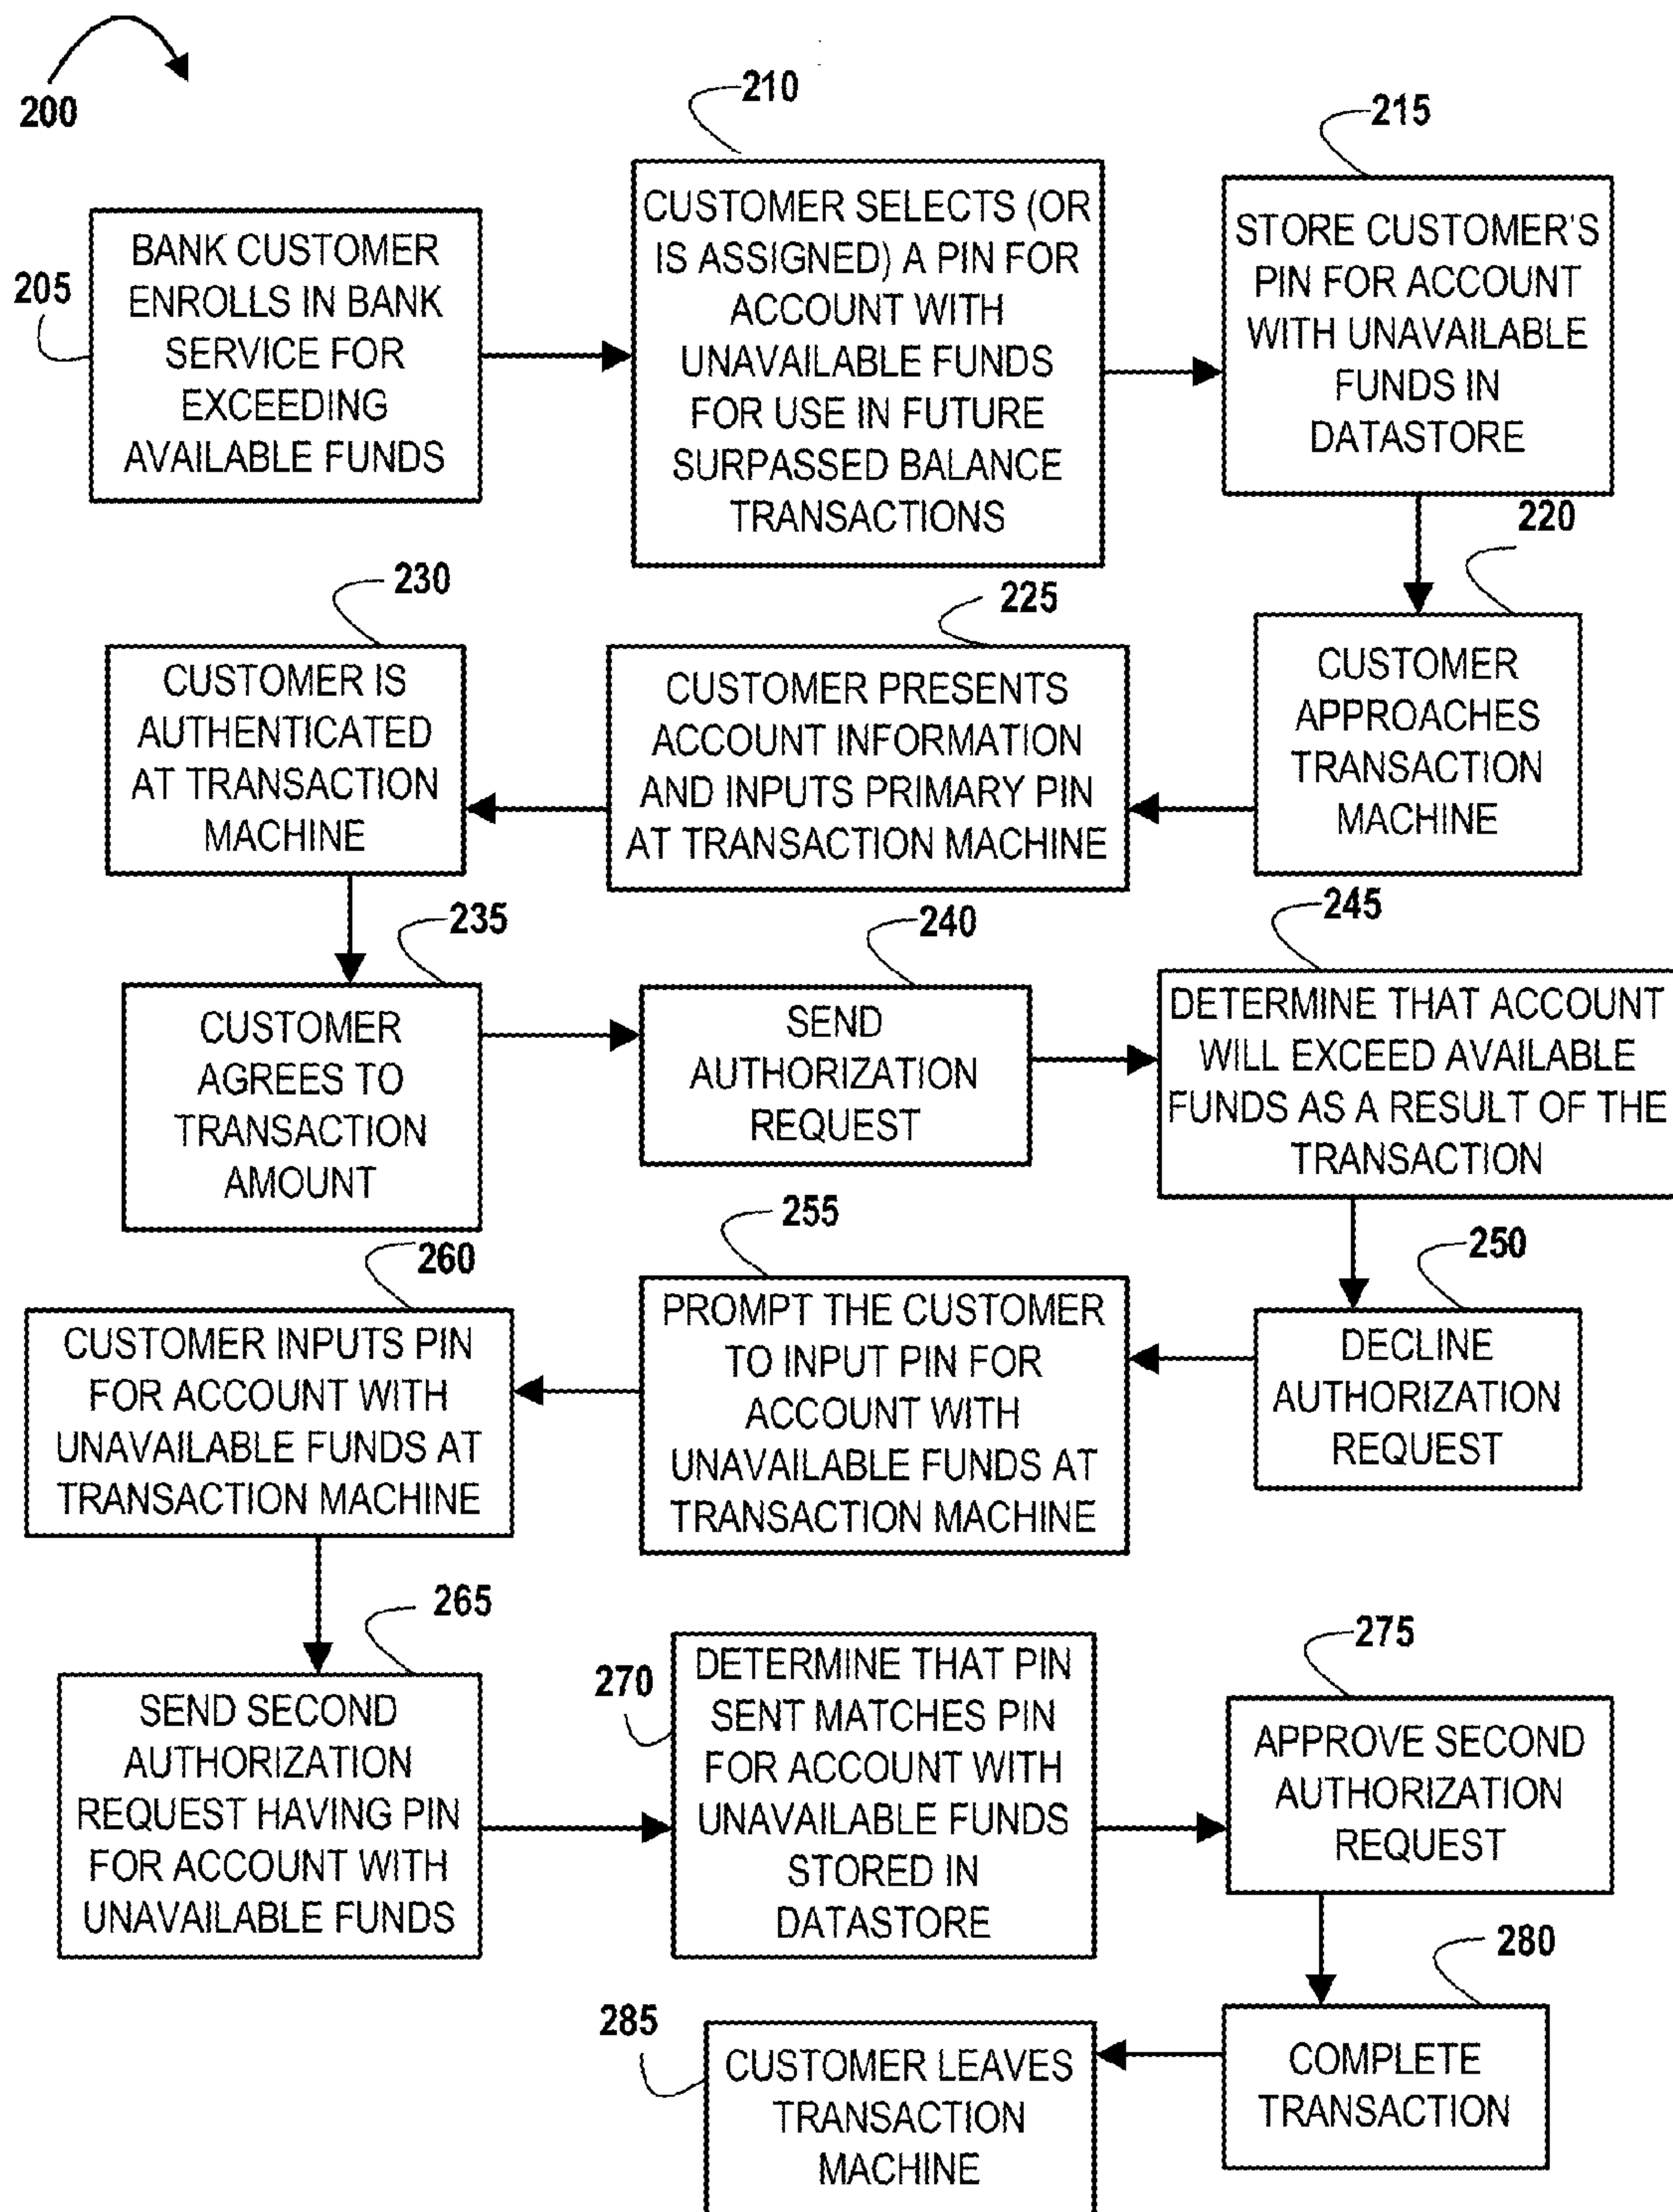 200
205
BANK CUSTOMER
ENROLLS IN BANK
SERVICE FOR
EXCEEDING
AVAILABLE FUNDS
210
CUSTOMER SELECTS (OR
IS ASSIGNED) A PIN FOR
ACCOUNT WITH
UNAVAILABLE FUNDS
FOR USE IN FUTURE
SURPASSED BALANCE
TRANSACTIONS
215
STORE CUSTOMER'S
PIN FOR ACCOUNT
WITH UNAVAILABLE
FUNDS IN
DATASTORE
220
CUSTOMER
APPROACHES
TRANSACTION
MACHINE
225
CUSTOMER PRESENTS
ACCOUNT INFORMATION
AND INPUTS PRIMARY PIN
AT TRANSACTION MACHINE
230
CUSTOMER IS
AUTHENTICATED
AT TRANSACTION
MACHINE
235
CUSTOMER
AGREES TO
TRANSACTION
AMOUNT
240
SEND
AUTHORIZATION
REQUEST
245
DETERMINE THAT ACCOUNT
WILL EXCEED AVAILABLE
FUNDS AS A RESULT OF THE
TRANSACTION
250
DECLINE
AUTHORIZATION
REQUEST
255
PROMPT THE CUSTOMER
TO INPUT PIN FOR
ACCOUNT WITH
UNAVAILABLE FUNDS AT
TRANSACTION MACHINE
260
CUSTOMER INPUTS PIN
FOR ACCOUNT WITH
UNAVAILABLE FUNDS AT
TRANSACTION MACHINE
265
SEND SECOND
AUTHORIZATION
REQUEST HAVING PIN
FOR ACCOUNT WITH
UNAVAILABLE FUNDS
270
DETERMINE THAT PIN
SENT MATCHES PIN
FOR ACCOUNT WITH
UNAVAILABLE FUNDS
STORED IN
DATASTORE
275
APPROVE SECOND
AUTHORIZATION
REQUEST
280
COMPLETE
TRANSACTION
285
CUSTOMER LEAVES
TRANSACTION
MACHINE